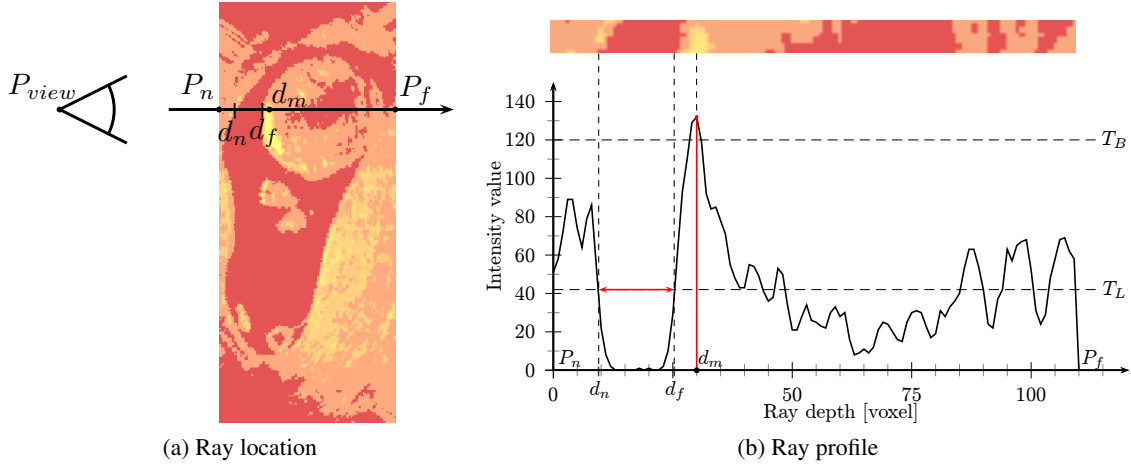 P_view
P_n
d_n
d_f
d_m
P_f
(a) Ray location
Intensity value
140
120
100
80
60
40
20
0
T_B
T_L
P_n
d_m
P_f
0
d_n
d_f
50
75
100
Ray depth [voxel]
(b) Ray profile